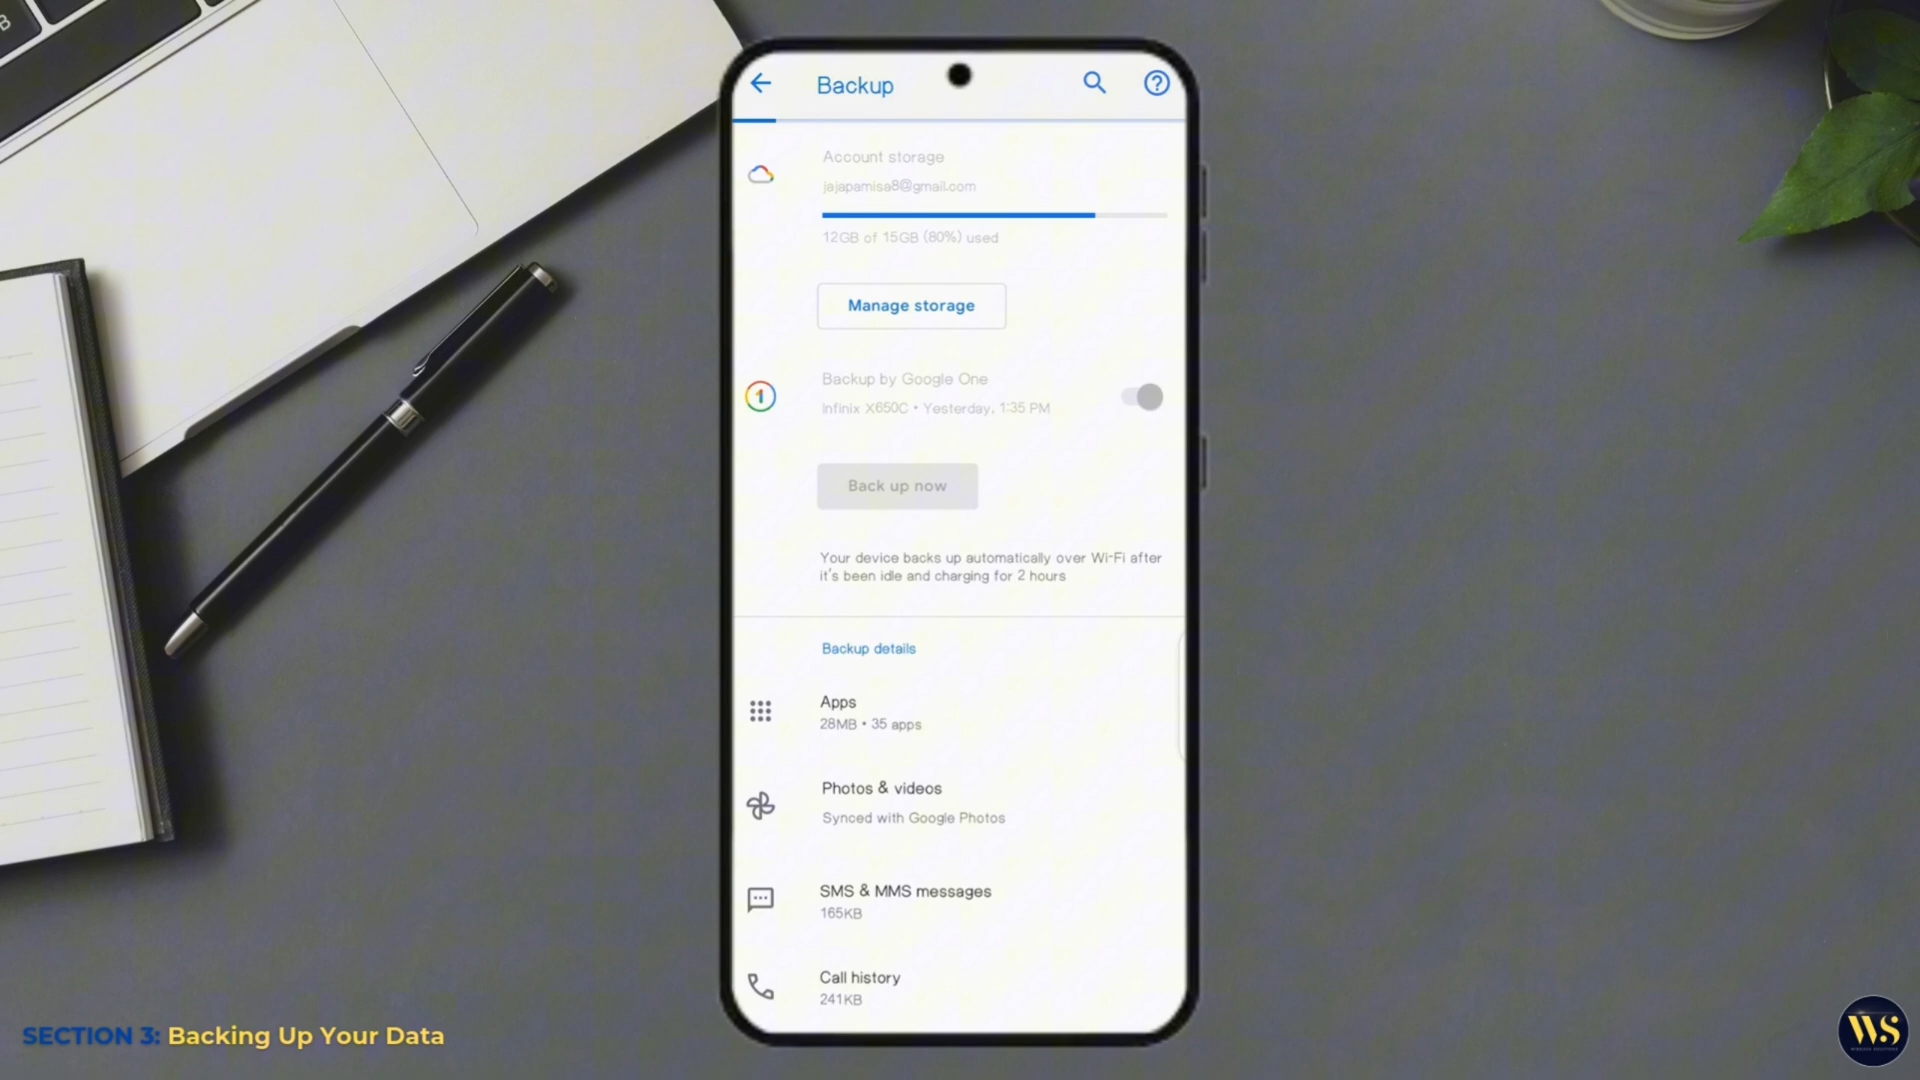 Backup
Account storage
jajapamisa8@gmail.com
12GB of 15GB (80%) used
Manage storage
1
Backup by Google One
Infinix X650C • Yesterday, 1:35 PM
Back up now
Your device backs up automatically over Wi-Fi after
it's been idle and charging for 2 hours
Backup details
Apps
28MB • 35 apps
Photos & videos
Synced with Google Photos
SMS & MMS messages
165KB
Call history
241KB
SECTION 3: Backing Up Your Data
WS
B